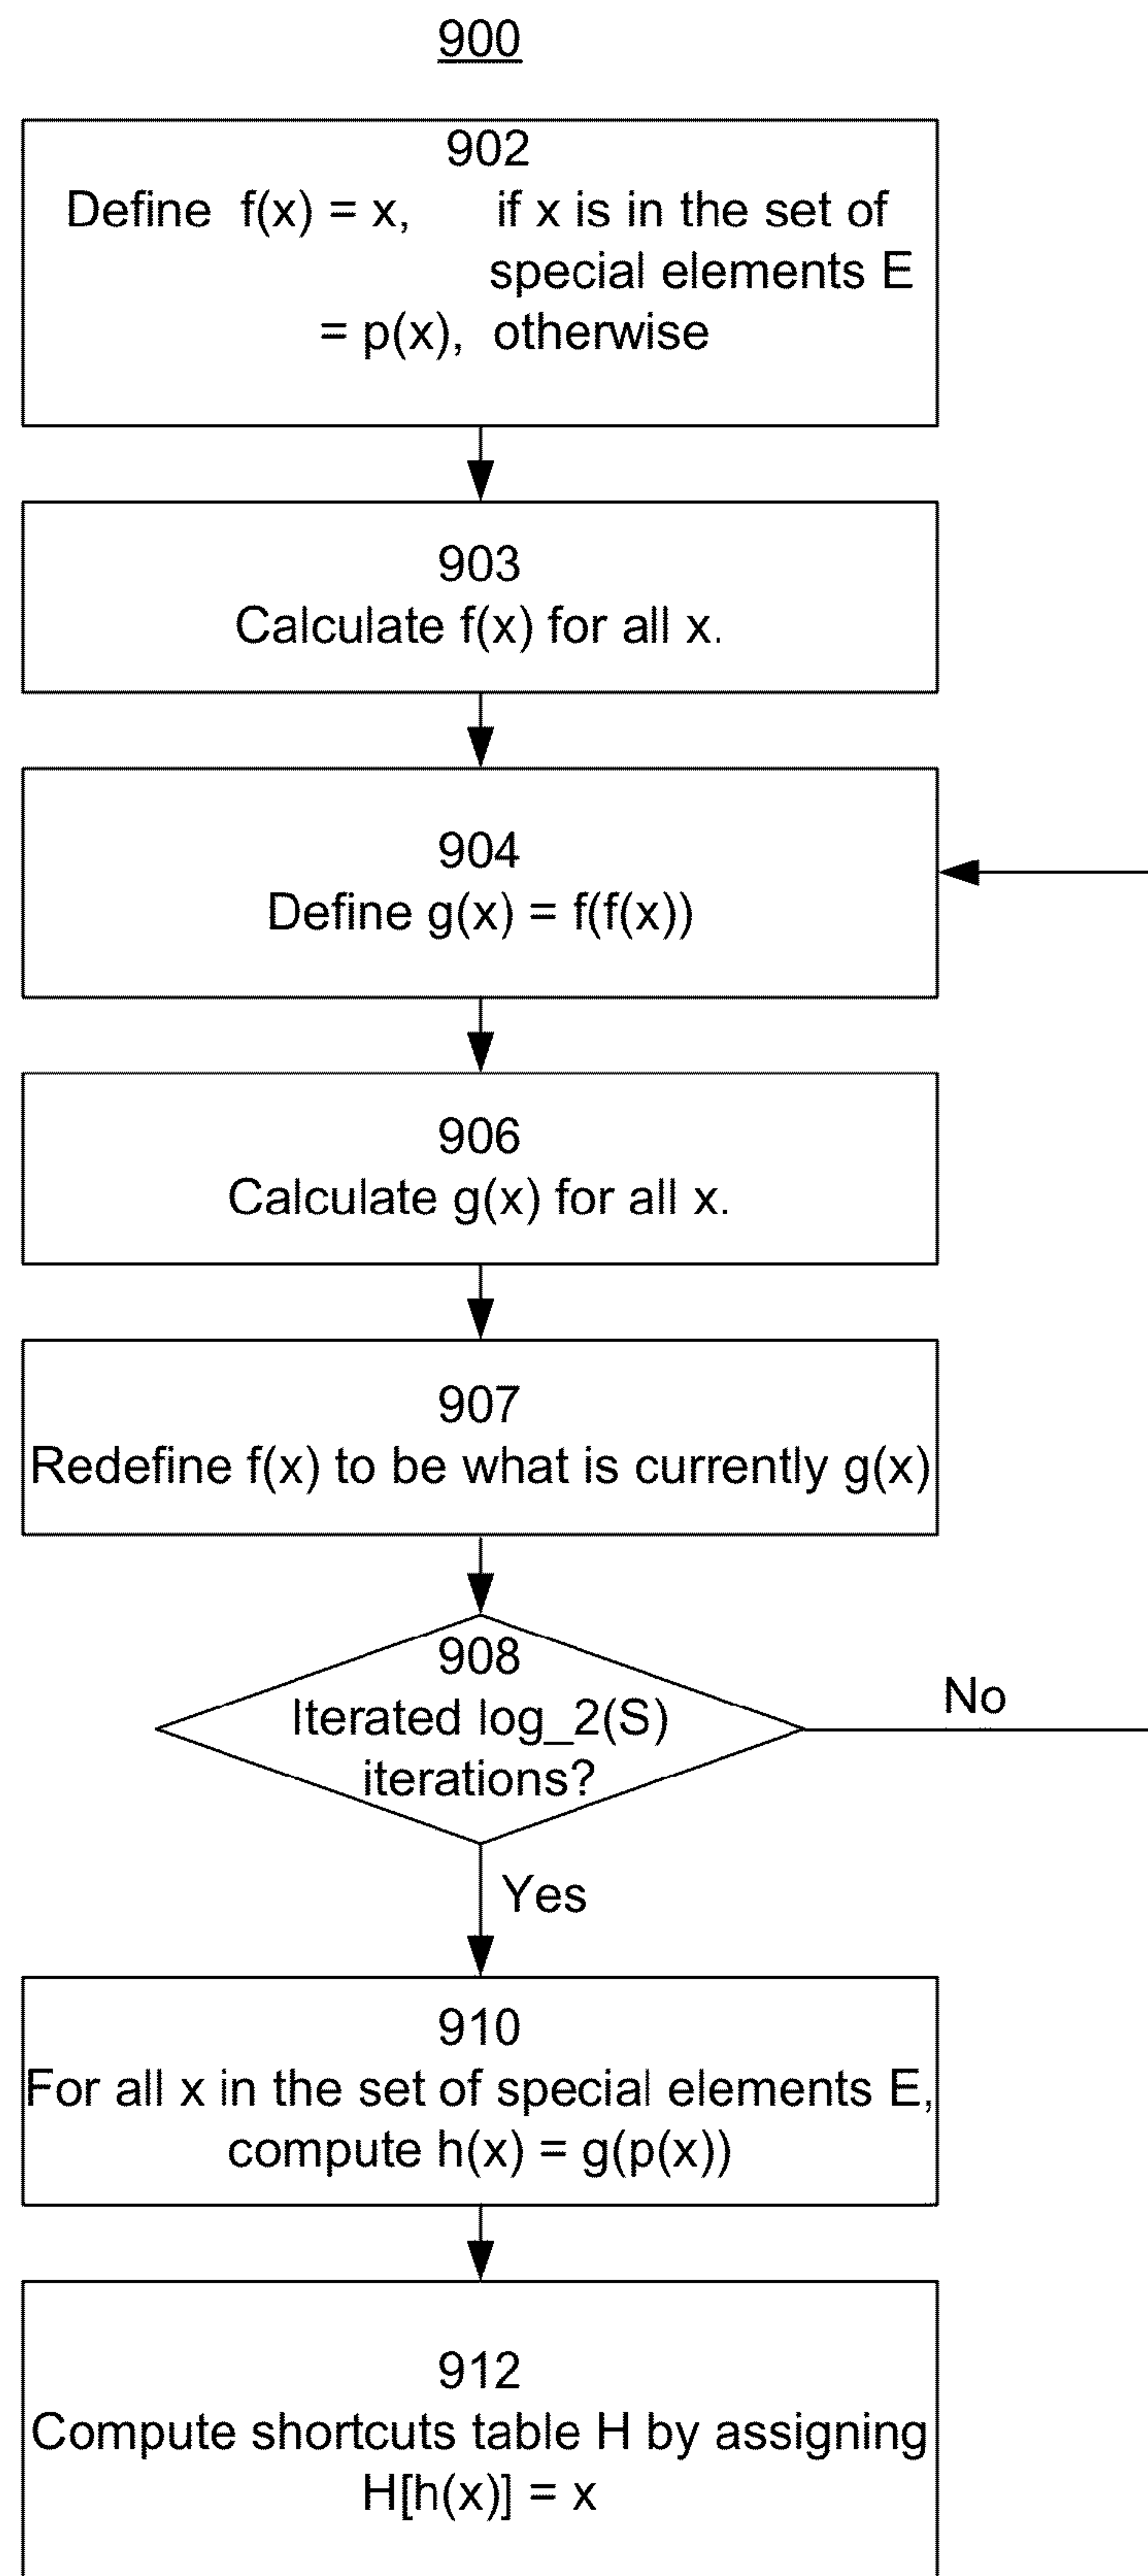 900
902
Define f(x) = x, if x is in the set of
special elements E
= p(x), otherwise
903
Calculate f(x) for all x.
904
Define g(x) = f(f(x))
906
Calculate g(x) for all x.
907
Redefine f(x) to be what is currently g(x)
908
Iterated log_2(S)
iterations?
No
Yes
910
For all x in the set of special elements E,
compute h(x) = g(p(x))
912
Compute shortcuts table H by assigning
H[h(x)] = x